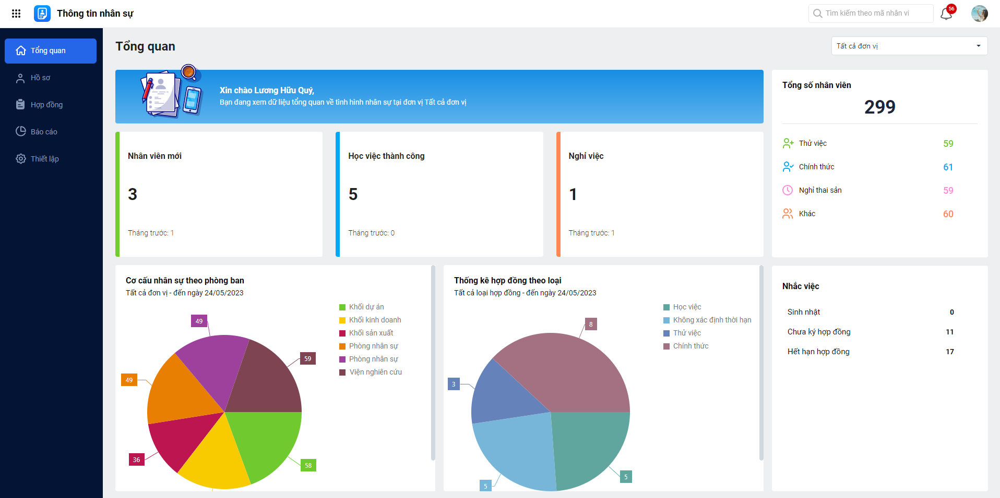 Thông tin nhân sự
Tìm kiếm theo mã nhân vi
56
Tổng quan
Hồ sơ
Hợp đồng
Báo cáo
Thiết lập
Tổng quan
Tất cả đơn vị
Xin chào Lương Hữu Quý,
Bạn đang xem dữ liệu tổng quan về tình hình nhân sự tại đơn vị Tất cả đơn vị
Nhân viên mới
3
Tháng trước: 1
Học việc thành công
5
Tháng trước: 0
Nghỉ việc
1
Tháng trước: 1
Tổng số nhân viên
299
Thử việc 59
Chính thức 61
Nghỉ thai sản 59
Khác 60
Cơ cấu nhân sự theo phòng ban
Tất cả đơn vị - đến ngày 24/05/2023
Khối dự án
Khối kinh doanh
Khối sản xuất
Phòng nhân sự
Phòng nhân sự
Viện nghiên cứu
49
59
49
36
58
Thống kê hợp đồng theo loại
Tất cả loại hợp đồng - đến ngày 24/05/2023
Học việc
Không xác định thời hạn
Thử việc
Chính thức
8
3
5
5
Nhắc việc
Sinh nhật 0
Chưa ký hợp đồng 11
Hết hạn hợp đồng 17